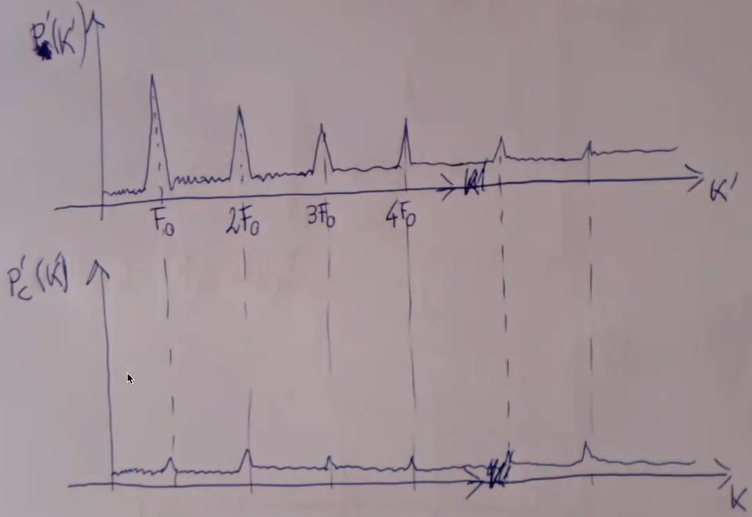 P'(K')
F₀ 2F₀ 3F₀ 4F₀ K'
P'c(K)
K